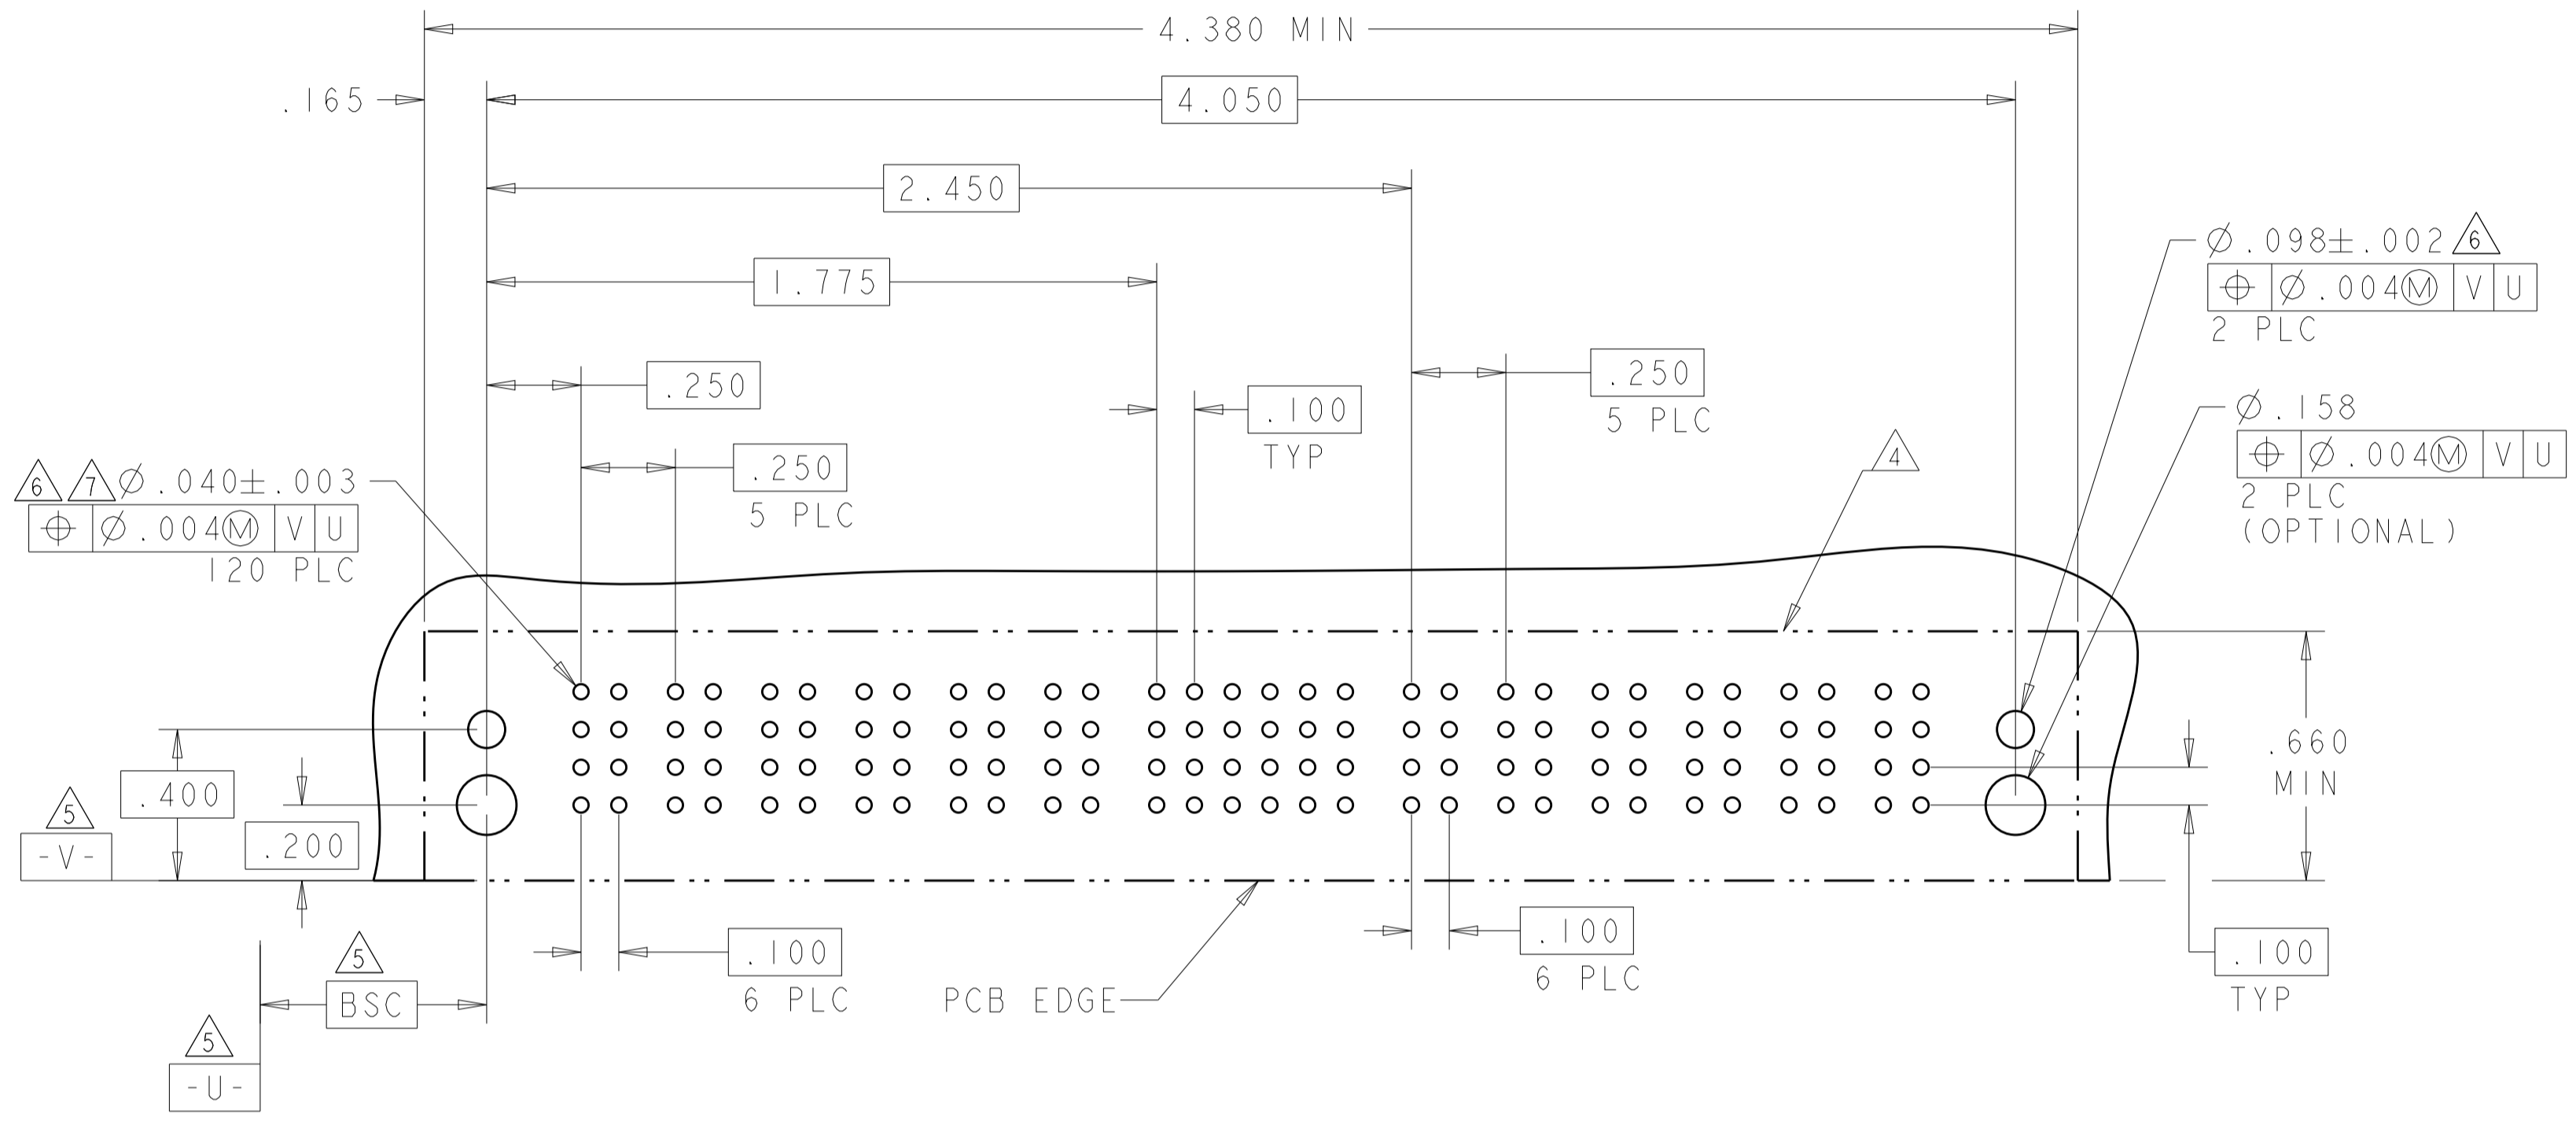 4.380 MIN
.165
4.050
2.450
1.775
.250
.250
5 PLC
.100
TYP
.250
5 PLC
Ø.098±.002 6
⌖ Ø.004Ⓜ V U
2 PLC
Ø.158
⌖ Ø.004Ⓜ V U
2 PLC
(OPTIONAL)
4
6 7 Ø.040±.003
⌖ Ø.004Ⓜ V U
120 PLC
.660
MIN
.400
.200
5
-V-
5
BSC
5
-U-
.100
6 PLC
PCB EDGE
.100
6 PLC
.100
TYP